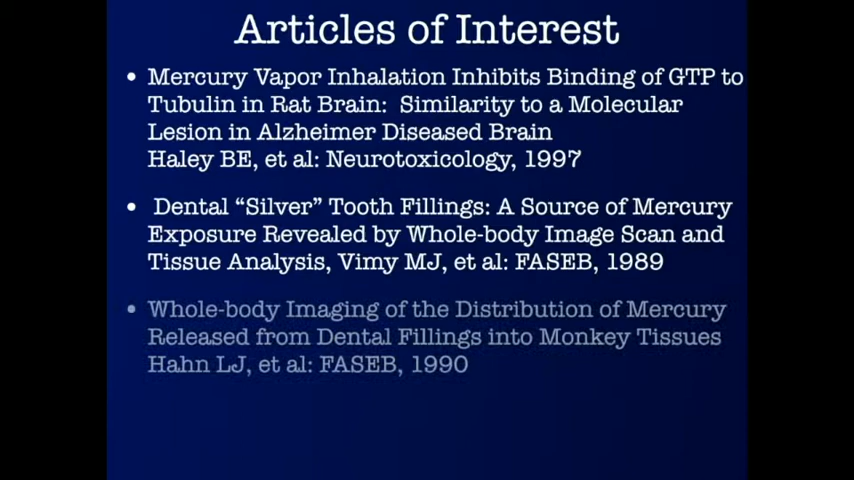 Articles of Interest
• Mercury Vapor Inhalation Inhibits Binding of GTP to
Tubulin in Rat Brain: Similarity to a Molecular
Lesion in Alzheimer Diseased Brain
Haley BE, et al: Neurotoxicology, 1997
• Dental “Silver” Tooth Fillings: A Source of Mercury
Exposure Revealed by Whole-body Image Scan and
Tissue Analysis, Vimy MJ, et al: FASEB, 1989
• Whole-body Imaging of the Distribution of Mercury
Released from Dental Fillings into Monkey Tissues
Hahn LJ, et al: FASEB, 1990